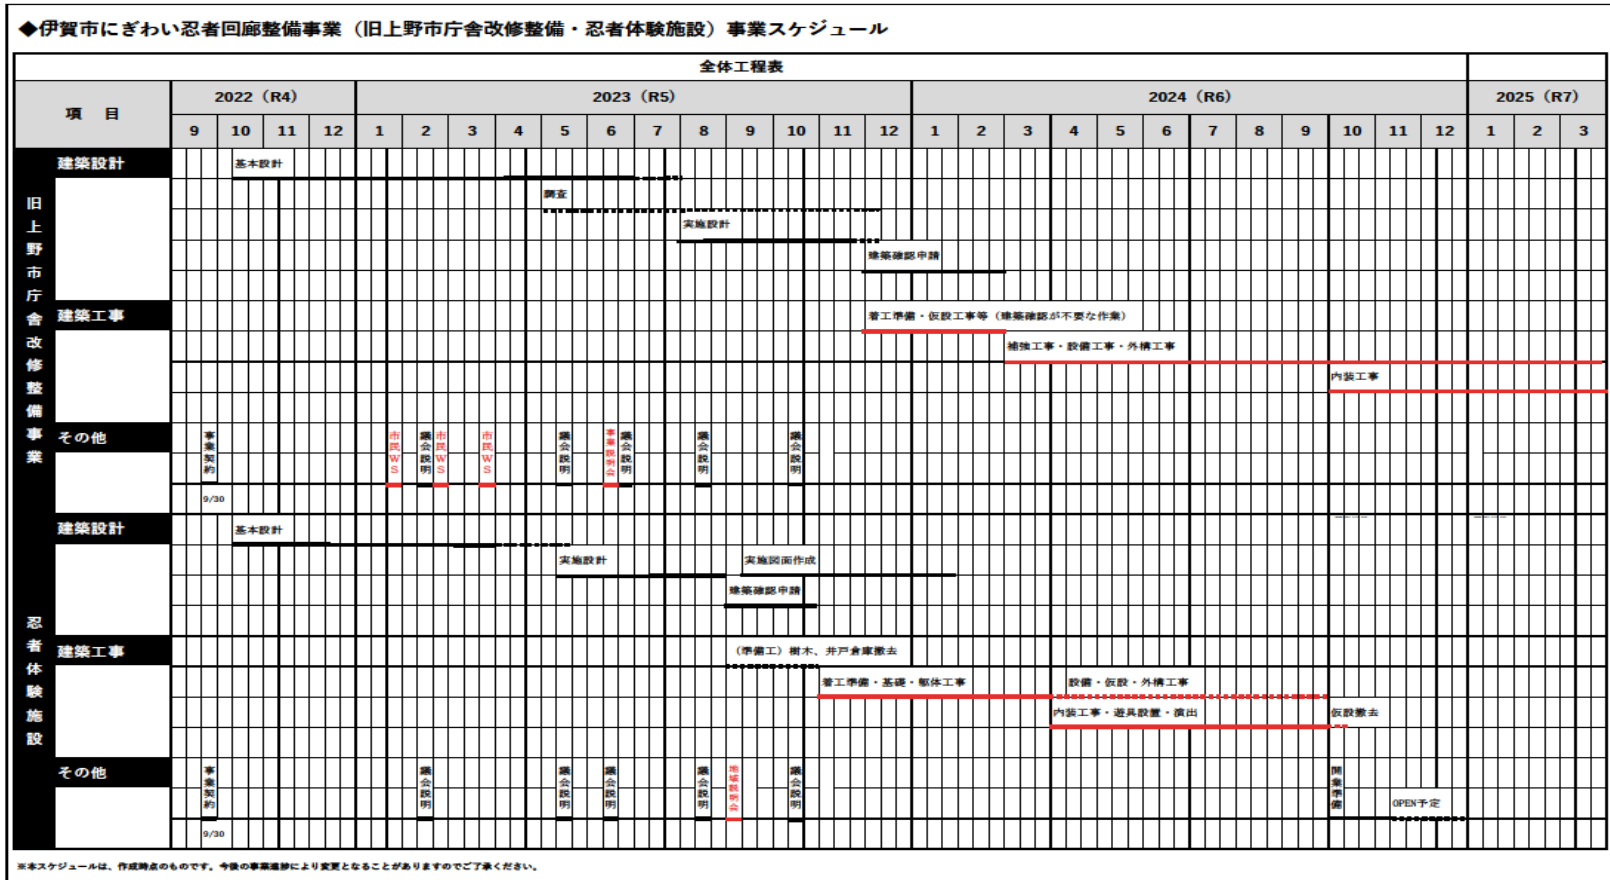 ◆伊賀市にぎわい忍者回廊整備事業（旧上野市庁舎改修整備・忍者体験施設）事業スケジュール
全体工程表
項　目
2022（R4）
2023（R5）
2024（R6）
2025（R7）
9 10 11 12 1 2 3 4 5 6 7 8 9 10 11 12 1 2 3 4 5 6 7 8 9 10 11 12 1 2 3
旧上野市庁舎改修整備事業
建築設計
基本設計
調査
実施設計
建築確認申請
建築工事
着工準備・仮設工事等（建築確認が不要な作業）
補強工事・設備工事・外構工事
内装工事
その他
事業契約
市民WS
議会説明
市民WS
市民WS
議会説明
事業説明会
議会説明
議会説明
議会説明
9/30
忍者体験施設
建築設計
基本設計
実施設計
実施図面作成
建築確認申請
建築工事
（準備工）樹木、井戸倉庫撤去
着工準備・基礎・躯体工事
設備・仮設・外構工事
内装工事・遊具設置・演出
仮設撤去
その他
事業契約
議会説明
議会説明
議会説明
議会説明
地域説明会
議会説明
開業準備
OPEN予定
9/30
※本スケジュールは、作成時点のものです。今後の事業進捗により変更となることがありますのでご了承ください。